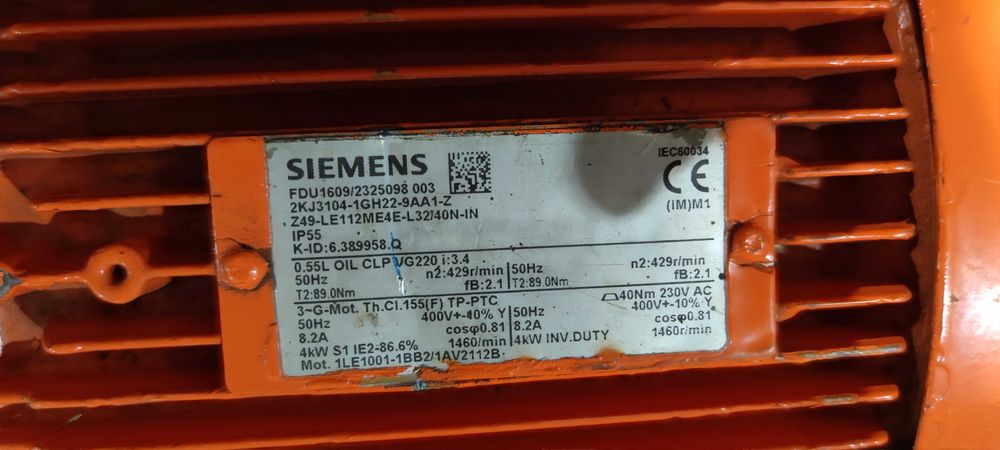 SIEMENS
IEC60034
CE
FDU1609/2325098 003
2KJ3104-1GH22-9AA1-Z
(IM)M1
Z49-LE112ME4E-L32/40N-IN
IP55
K-ID:6.389958.Q
0.55L OIL CLP VG220 i:3.4
50Hz n2:429r/min 50Hz n2:429r/min
T2:89.0Nm fB:2.1 T2:89.0Nm fB:2.1
3~G-Mot. Th.Cl.155(F) TP-PTC 40Nm 230V AC
50Hz 400V+-10% Y 50Hz 400V+-10% Y
8.2A cosφ0.81 8.2A cosφ0.81
4kW S1 IE2-86.6% 1460/min 4kW INV.DUTY 1460r/min
Mot. 1LE1001-1BB2/1AV2112B